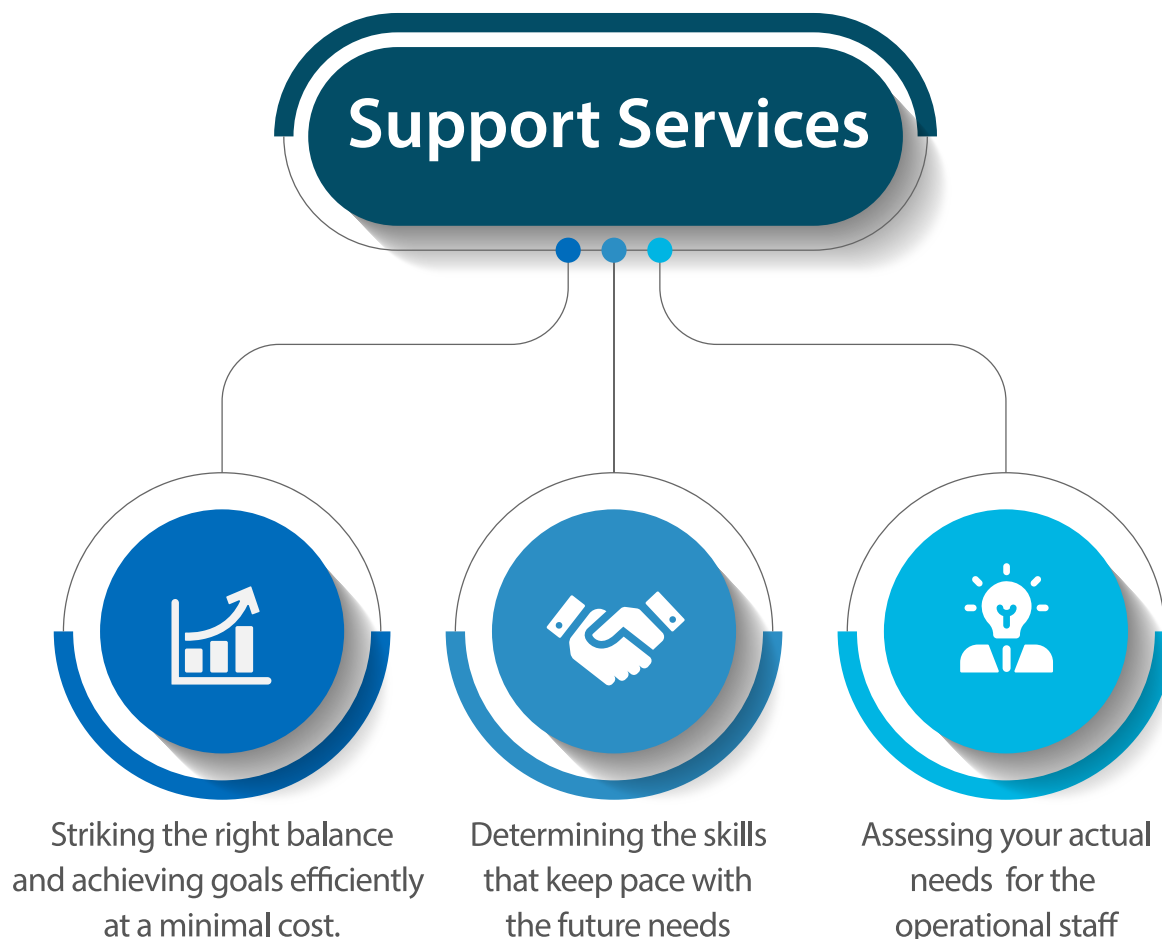 Support Services
Striking the right balance
and achieving goals efficiently
at a minimal cost.
Determining the skills
that keep pace with
the future needs
Assessing your actual
needs for the
operational staff